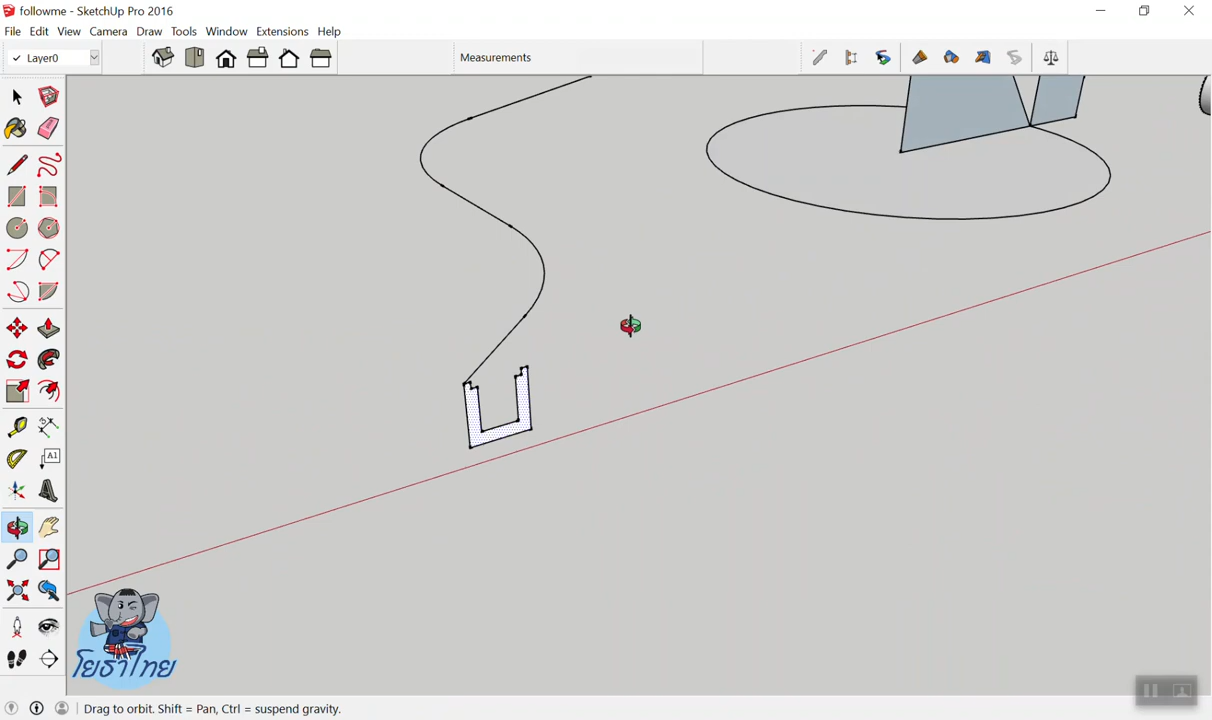 followme - SketchUp Pro 2016
File Edit View Camera Draw Tools Window Extensions Help
✓ Layer0
Measurements
A1
โยธาไทย
Drag to orbit. Shift = Pan, Ctrl = suspend gravity.